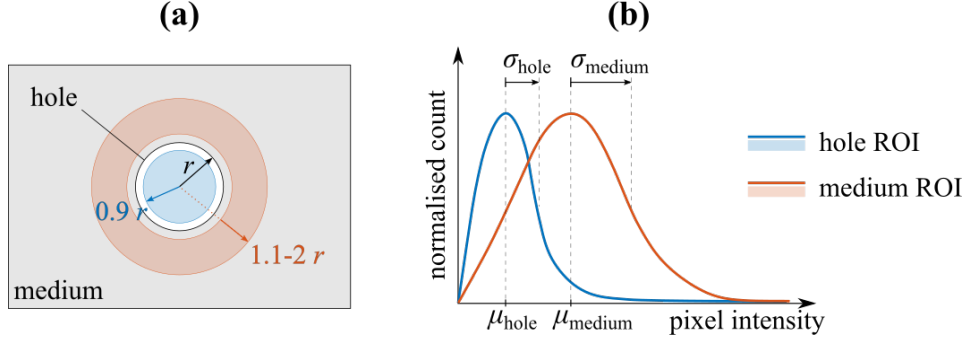 (a)
hole
r
0.9 r
1.1-2 r
medium
(b)
σhole
σmedium
normalised count
μhole
μmedium
pixel intensity
hole ROI
medium ROI